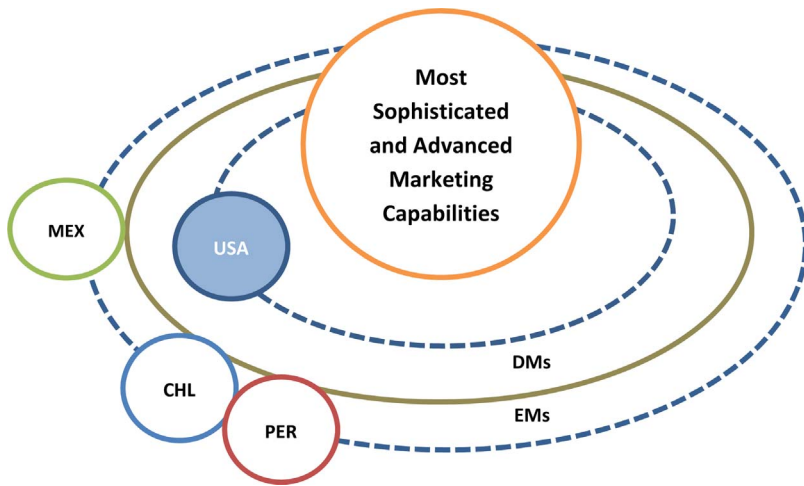 Most
Sophisticated
and Advanced
Marketing
Capabilities
MEX
USA
DMs
CHL
EMs
PER